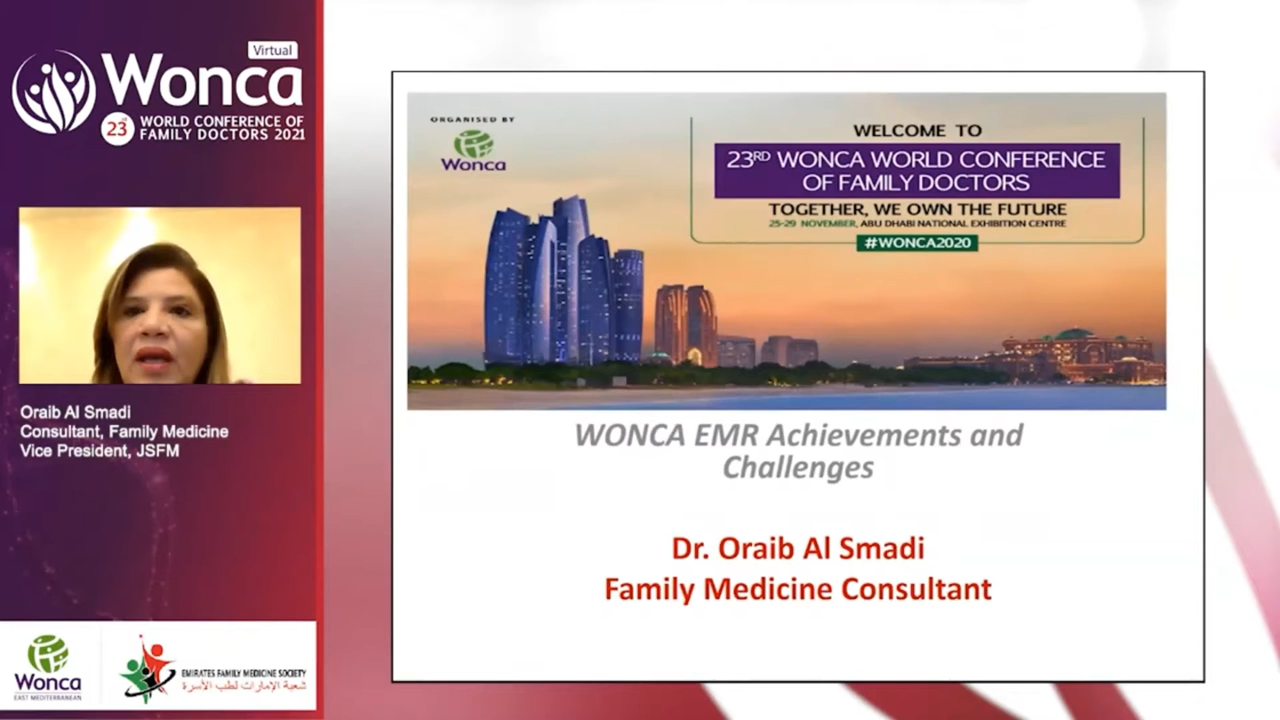 Virtual
Wonca
23rd WORLD CONFERENCE OF
FAMILY DOCTORS 2021
Oraib Al Smadi
Consultant, Family Medicine
Vice President, JSFM
Wonca
EAST MEDITERRANEAN
EMIRATES FAMILY MEDICINE SOCIETY
شعبة الإمارات لطب الأسرة
ORGANISED BY
Wonca
WELCOME TO
23RD WONCA WORLD CONFERENCE
OF FAMILY DOCTORS
TOGETHER, WE OWN THE FUTURE
25-29 NOVEMBER, ABU DHABI NATIONAL EXHIBITION CENTRE
#WONCA2020
WONCA EMR Achievements and
Challenges
Dr. Oraib Al Smadi
Family Medicine Consultant